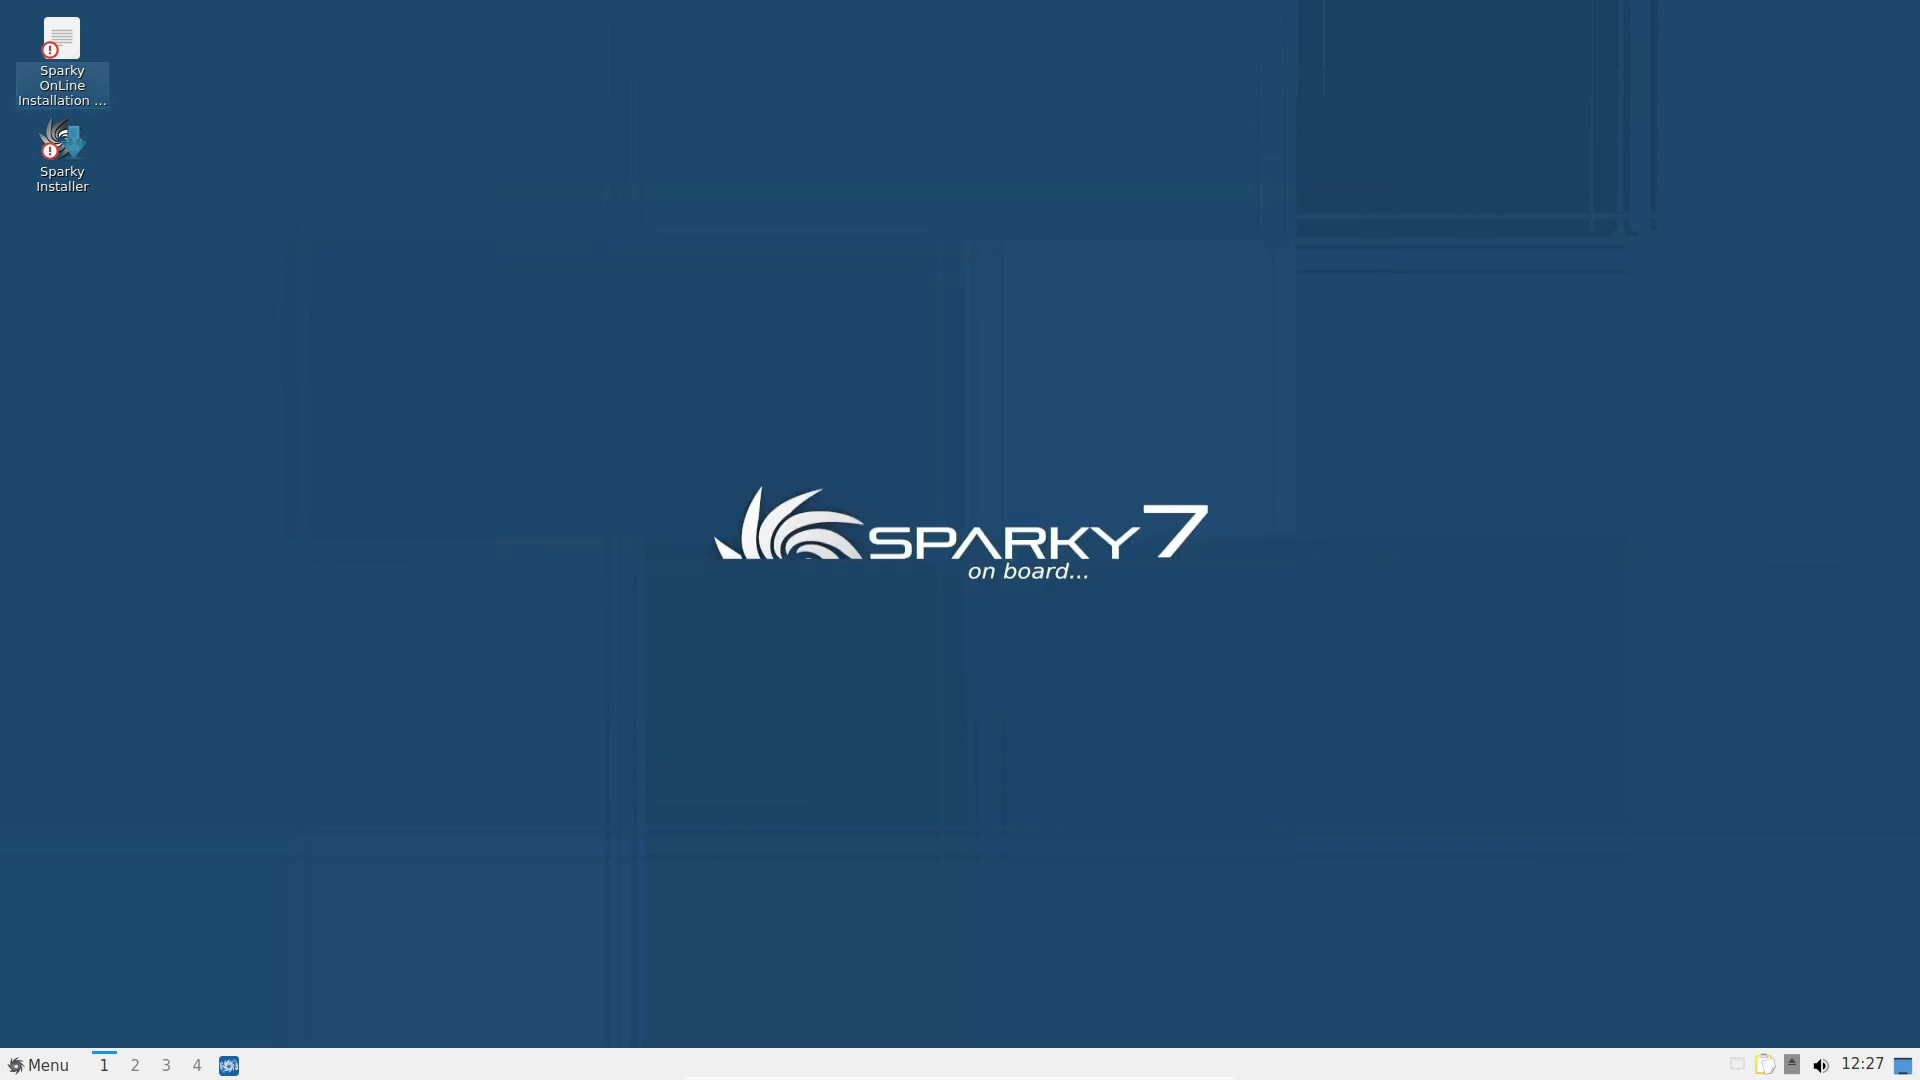 Sparky
OnLine
Installation ...
Sparky
Installer
SPARKY 7
on board...
Menu
1
2
3
4
12:27